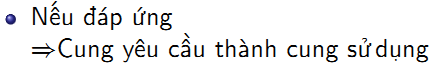 • Nếu đáp ứng
⇒Cung yêu cầu thành cung sử dụng